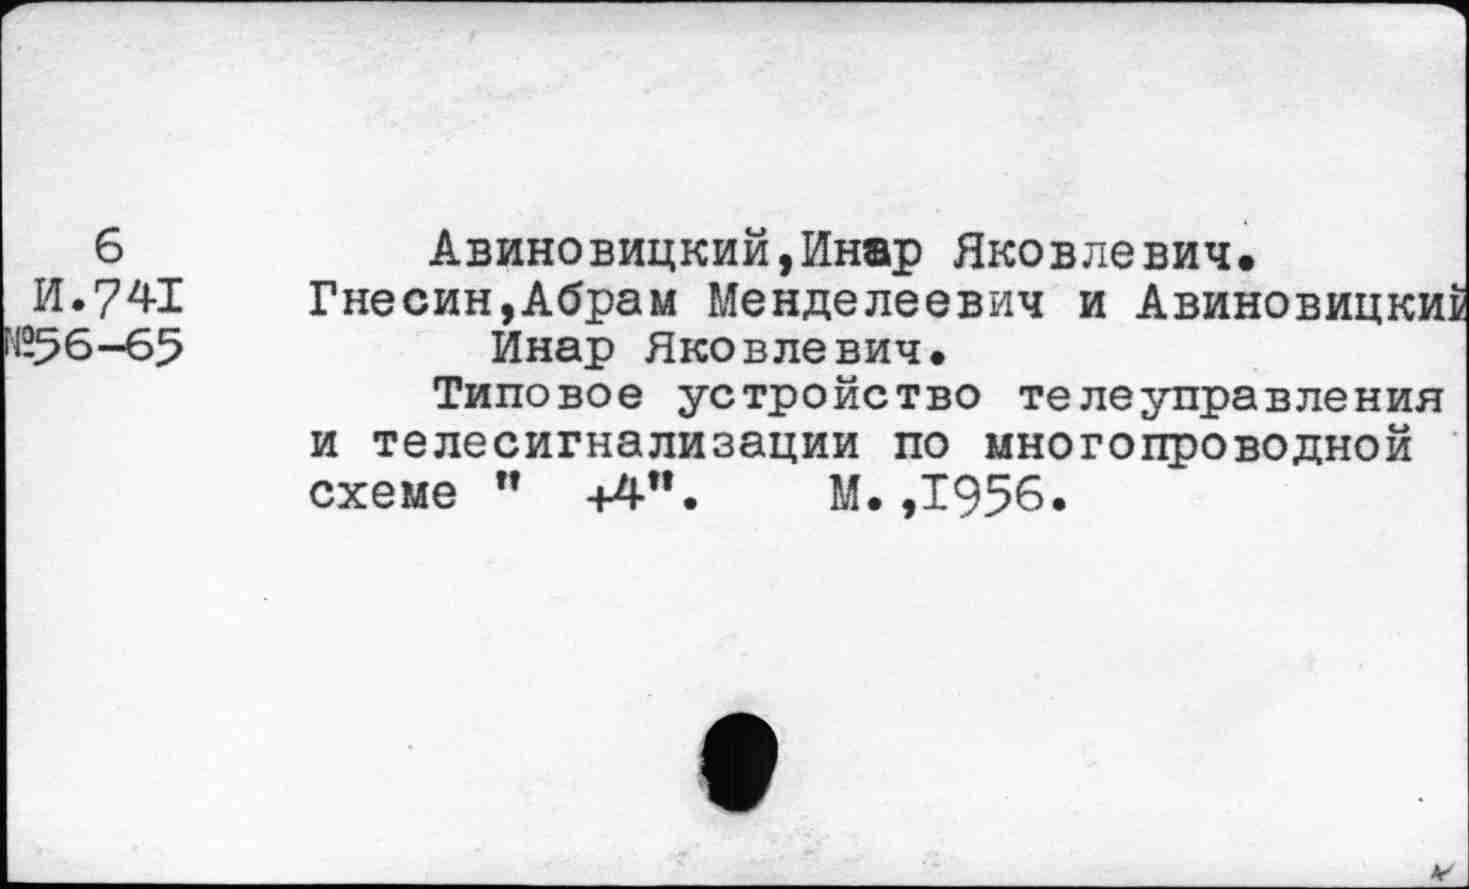 6 Авиновицкий,Инар Яковлевич.
И.741 Гнесин,Абрам Менделеевич и Авиновицкий
№56-65 Инар Яковлевич.
Типовое устройство телеуправления
и телесигнализации по многопроводной
схеме " +4". М.,1956.